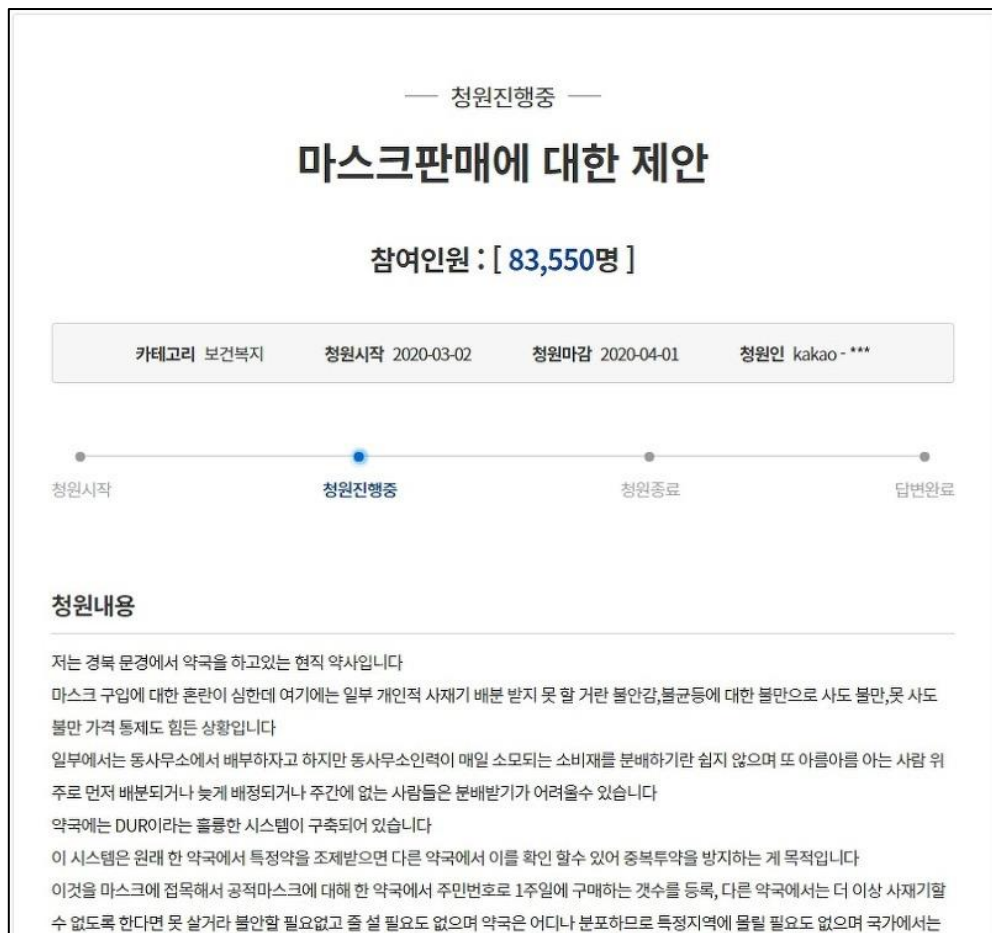 청원진행중
마스크판매에 대한 제안
참여인원 : [ 83,550명 ]
카테고리 보건복지 청원시작 2020-03-02 청원마감 2020-04-01 청원인 kakao - ***
청원시작 청원진행중 청원종료 답변완료
청원내용
저는 경북 문경에서 약국을 하고있는 현직 약사입니다
마스크 구입에 대한 혼란이 심한데 여기에는 일부 개인적 사재기 배분 받지 못 할 거란 불안감,불균등에 대한 불만으로 사도 불만,못 사도
불만 가격 통제도 힘든 상황입니다
일부에서는 동사무소에서 배부하자고 하지만 동사무소인력이 매일 소모되는 소비재를 분배하기란 쉽지 않으며 또 아름아름 아는 사람 위
주로 먼저 배분되거나 늦게 배정되거나 주간에 없는 사람들은 분배받기가 어려울수 있습니다
약국에는 DUR이라는 훌륭한 시스템이 구축되어 있습니다
이 시스템은 원래 한 약국에서 특정약을 조제받으면 다른 약국에서 이를 확인 할수 있어 중복투약을 방지하는 게 목적입니다
이것을 마스크에 접목해서 공적마스크에 대해 한 약국에서 주민번호로 1주일에 구매하는 갯수를 등록, 다른 약국에서는 더 이상 사재기할
수 없도록 한다면 못 살거라 불안할 필요없고 줄 설 필요도 없으며 약국은 어디나 분포하므로 특정지역에 몰릴 필요도 없으며 국가에서는